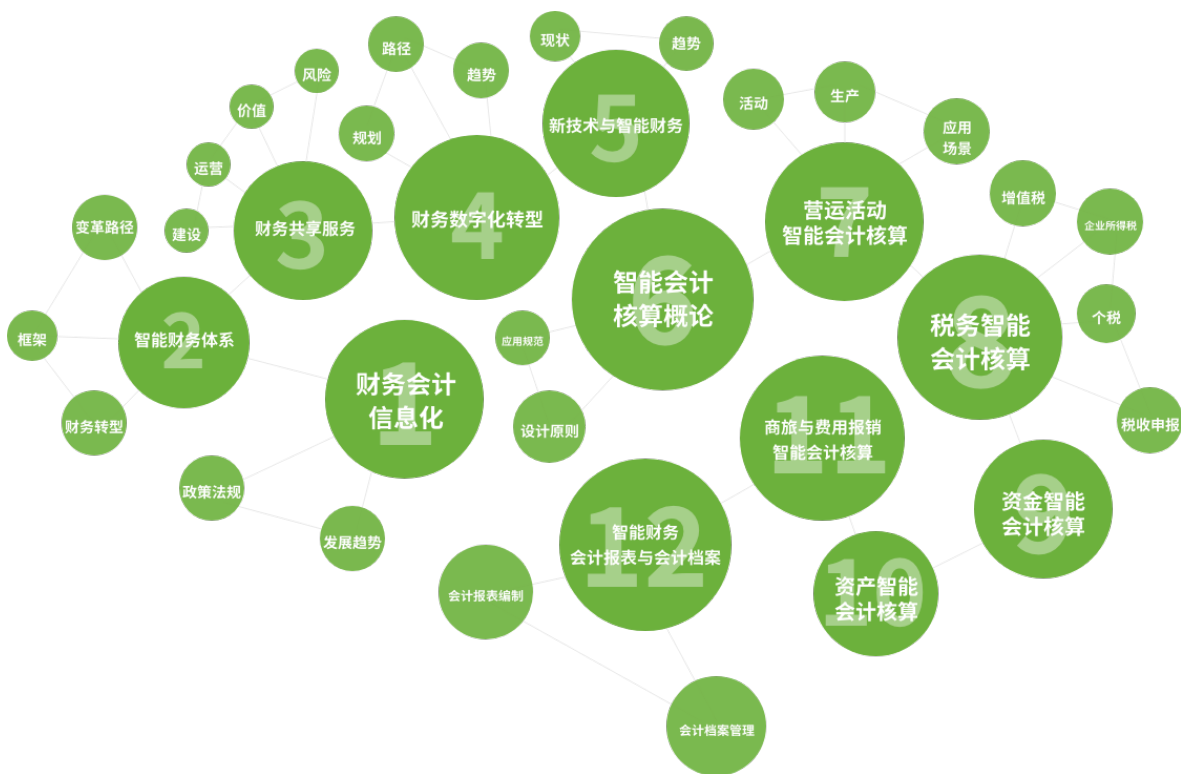 1
财务会计
信息化
政策法规
发展趋势
2
智能财务体系
变革路径
框架
财务转型
3
财务共享服务
建设
运营
价值
风险
4
财务数字化转型
规划
路径
趋势
5
新技术与智能财务
现状
趋势
6
智能会计
核算概论
应用规范
设计原则
7
营运活动
智能会计核算
活动
生产
应用
场景
8
税务智能
会计核算
增值税
企业所得税
个税
税收申报
9
资金智能
会计核算
10
资产智能
会计核算
11
商旅与费用报销
智能会计核算
12
智能财务
会计报表与会计档案
会计报表编制
会计档案管理